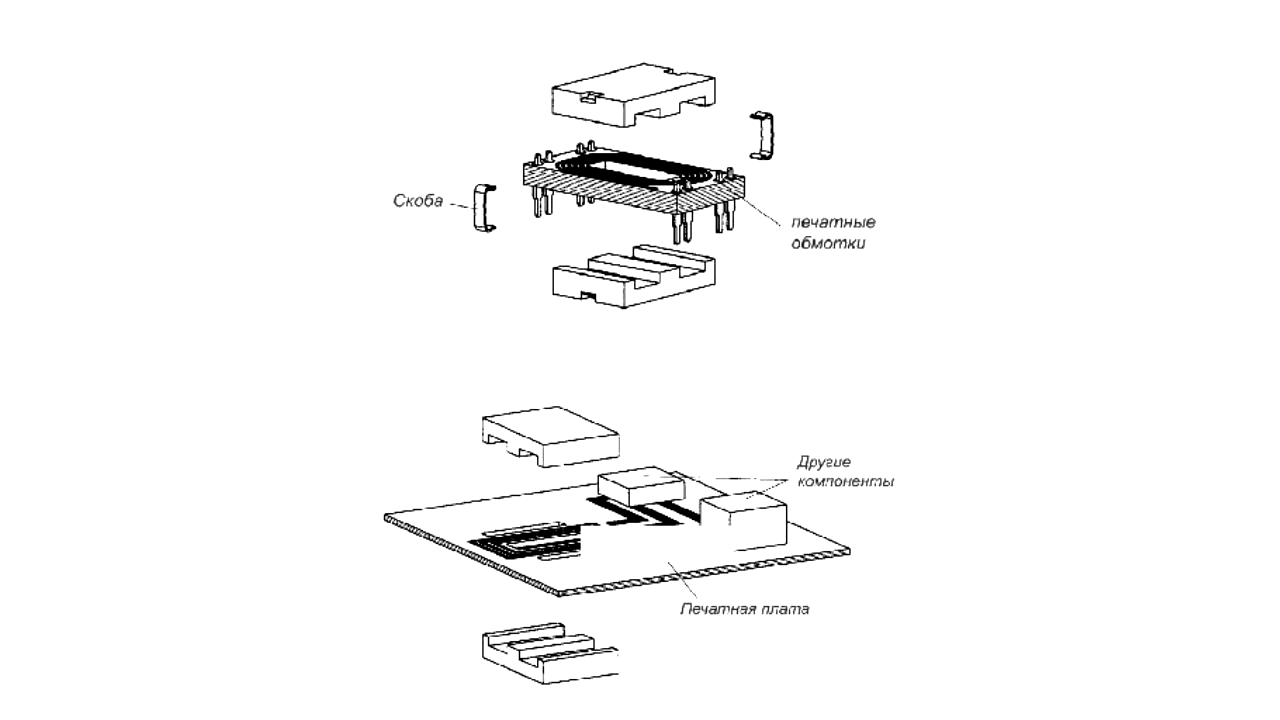 Скоба
печатные
обмотки
Другие
компоненты
Печатная плата